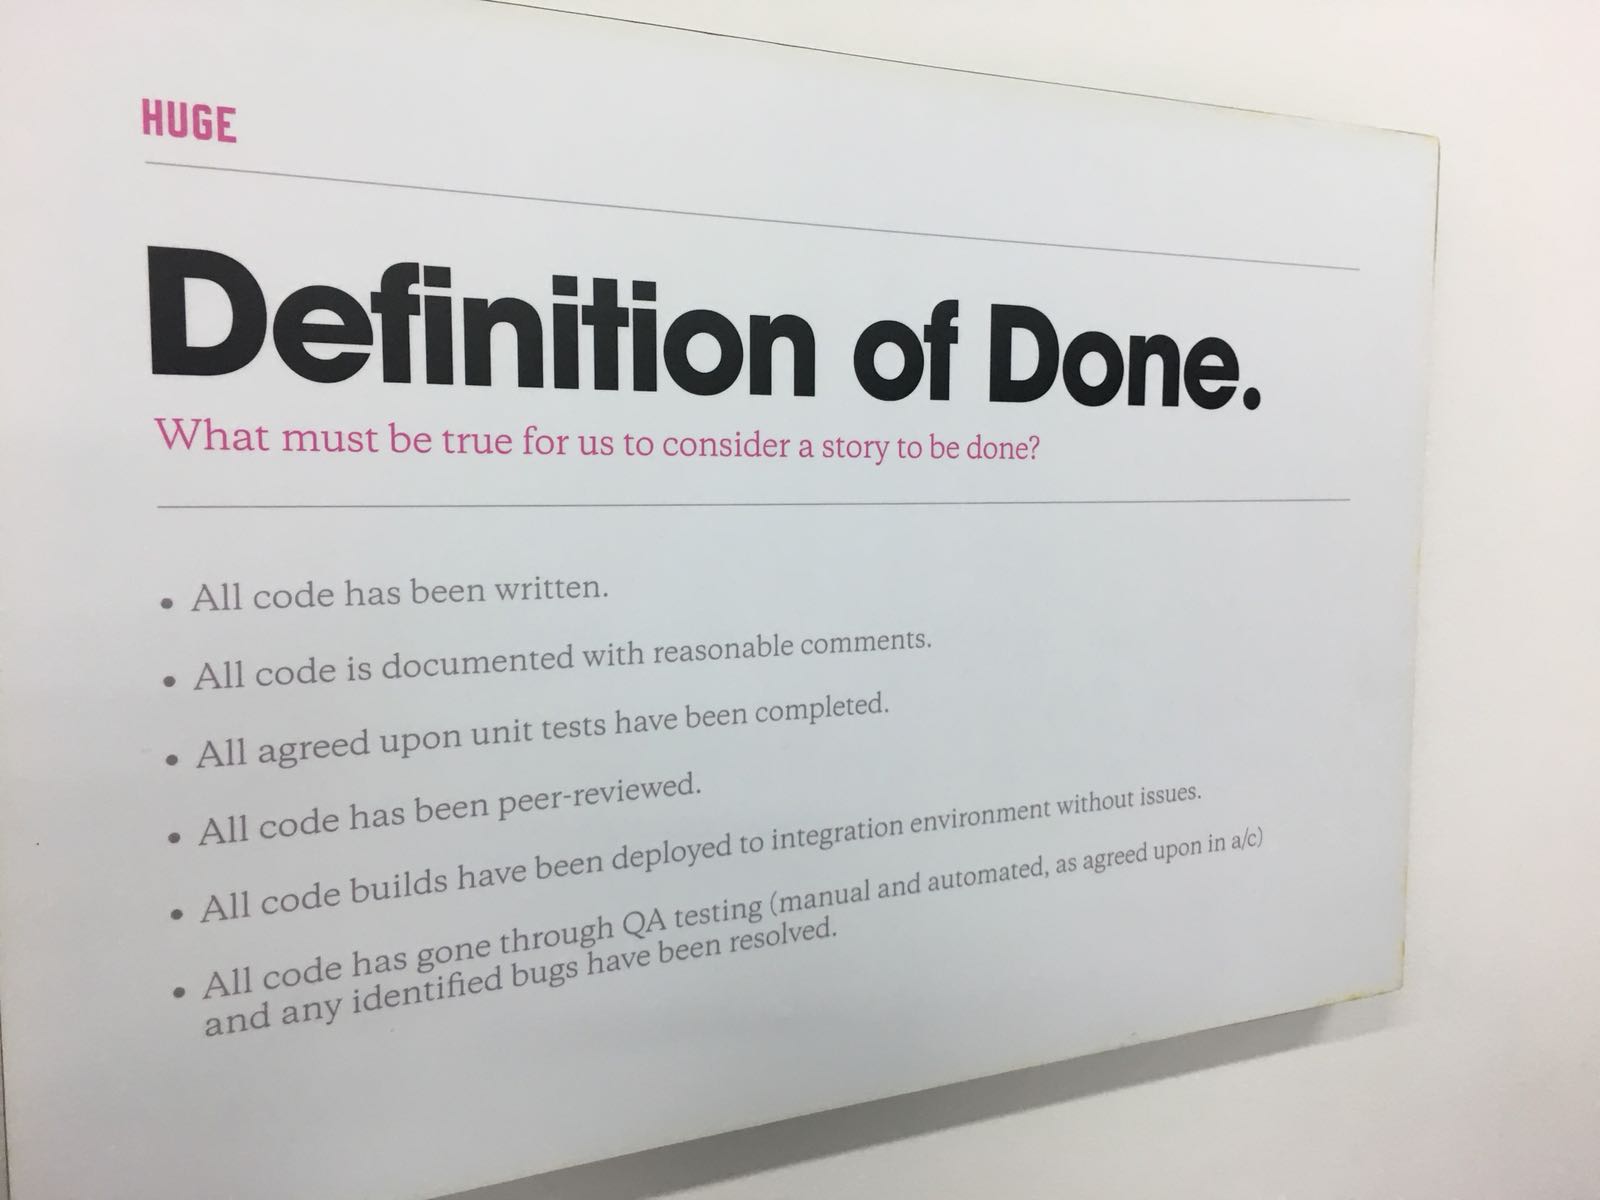 HUGE
Definition of Done.
What must be true for us to consider a story to be done?
• All code has been written.
• All code is documented with reasonable comments.
• All agreed upon unit tests have been completed.
• All code has been peer-reviewed.
• All code builds have been deployed to integration environment without issues.
• All code has gone through QA testing (manual and automated, as agreed upon in a/c)
and any identified bugs have been resolved.